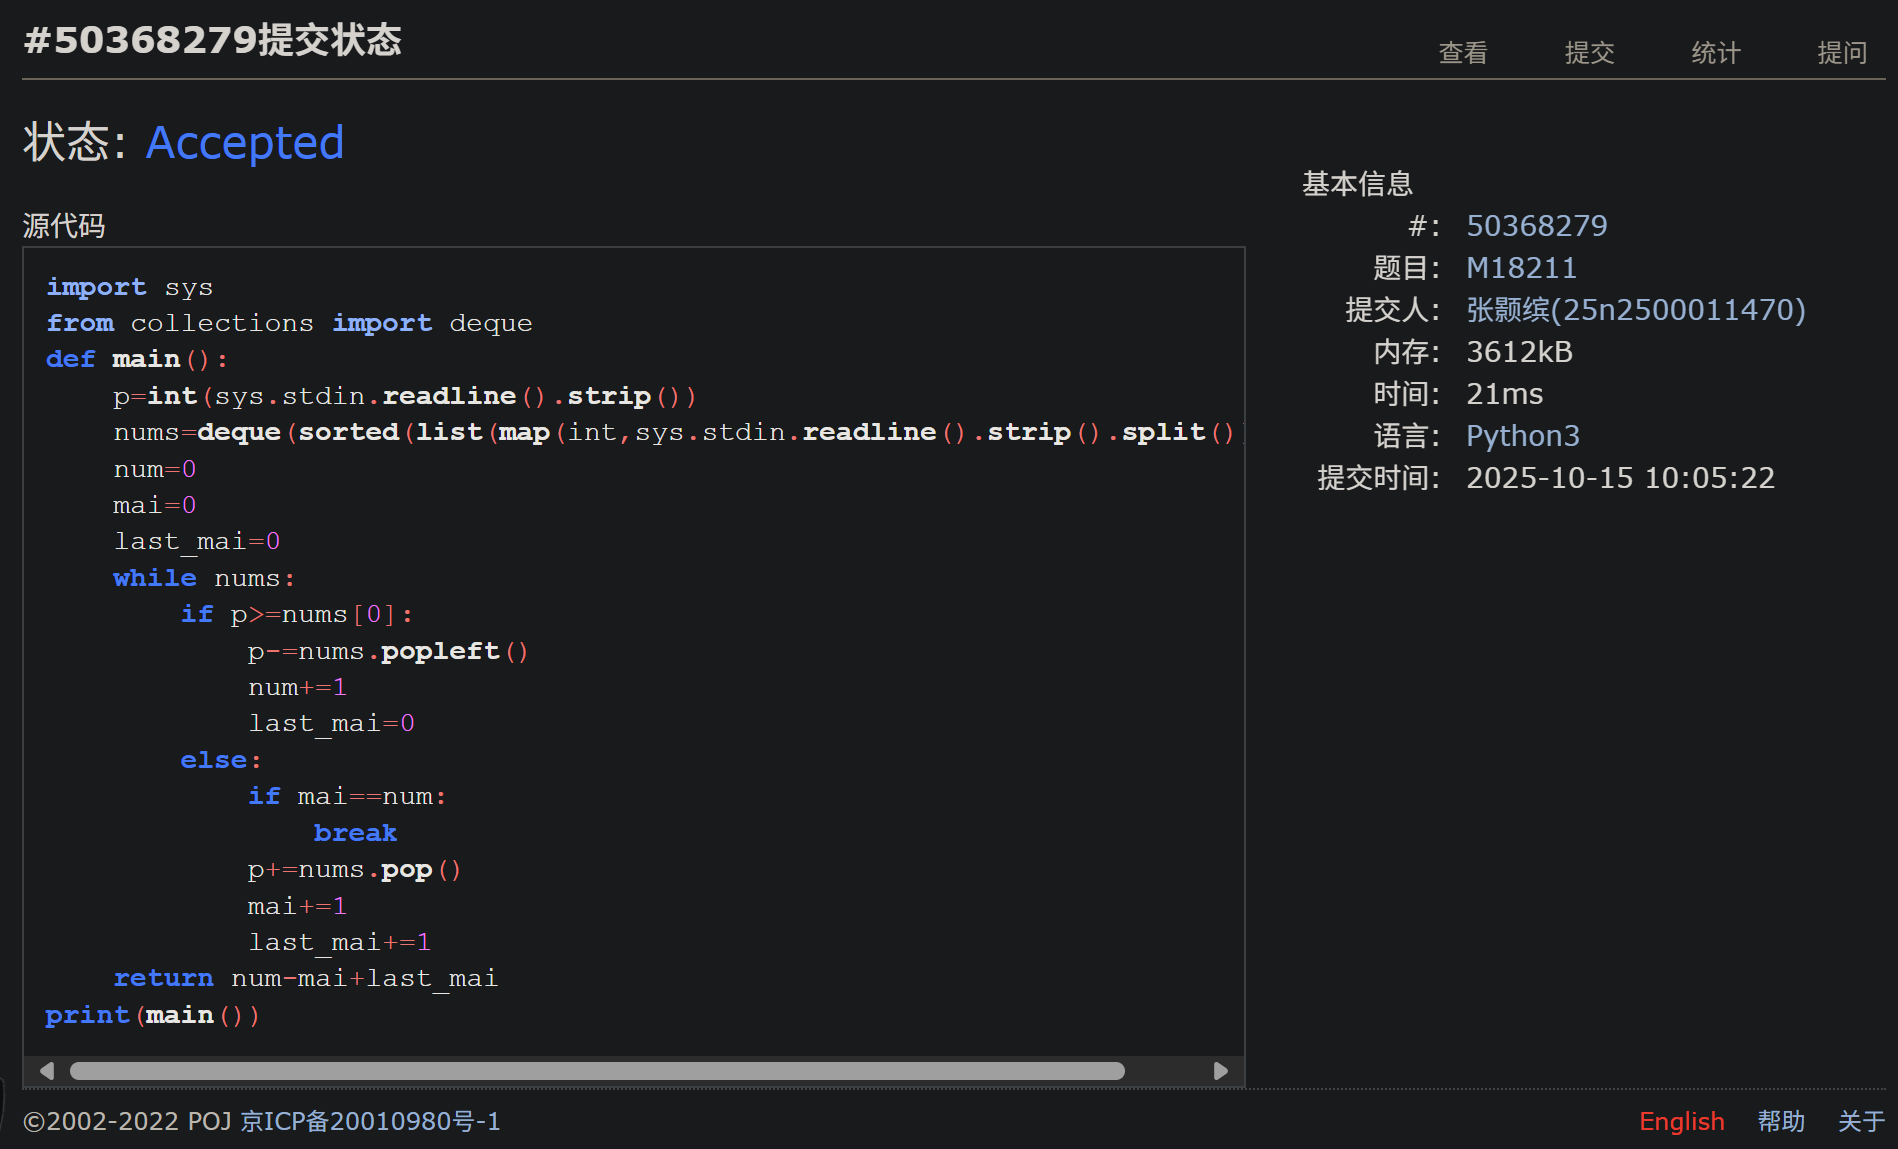 #50368279提交状态
查看 提交 统计 提问
状态: Accepted
源代码
import sys
from collections import deque
def main():
    p=int(sys.stdin.readline().strip())
    nums=deque(sorted(list(map(int,sys.stdin.readline().strip().split()
    num=0
    mai=0
    last_mai=0
    while nums:
        if p>=nums[0]:
            p-=nums.popleft()
            num+=1
            last_mai=0
        else:
            if mai==num:
                break
            p+=nums.pop()
            mai+=1
            last_mai+=1
    return num-mai+last_mai
print(main())
基本信息
#: 50368279
题目: M18211
提交人: 张颢缤(25n2500011470)
内存: 3612kB
时间: 21ms
语言: Python3
提交时间: 2025-10-15 10:05:22
©2002-2022 POJ 京ICP备20010980号-1
English 帮助 关于